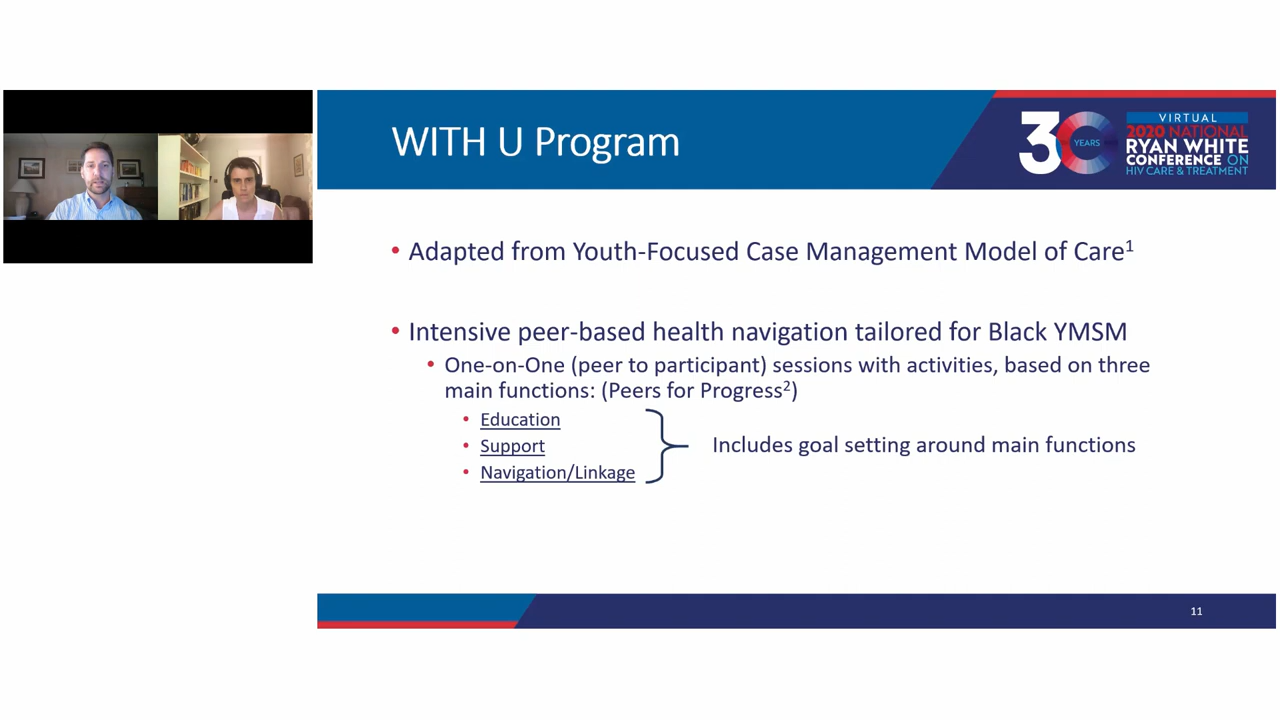 WITH U Program
30
YEARS
VIRTUAL
2020 NATIONAL
RYAN WHITE
CONFERENCE ON
HIV CARE & TREATMENT
• Adapted from Youth-Focused Case Management Model of Care¹
• Intensive peer-based health navigation tailored for Black YMSM
• One-on-One (peer to participant) sessions with activities, based on three
main functions: (Peers for Progress²)
• Education
• Support
• Navigation/Linkage
Includes goal setting around main functions
11